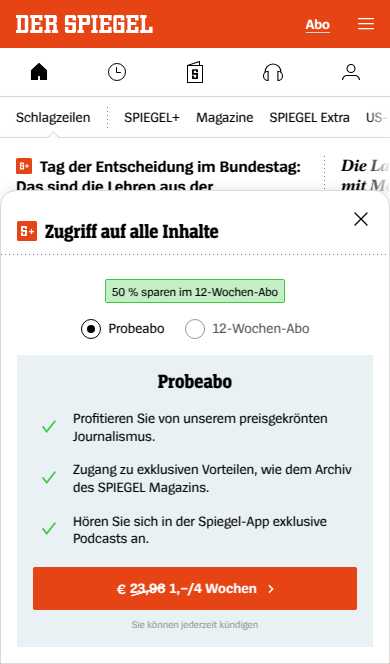 DER SPIEGEL
Abo
Schlagzeilen SPIEGEL+ Magazine SPIEGEL Extra US-
S+ Tag der Entscheidung im Bundestag:
Das sind die Lehren aus der
Die La
mit M
S+ Zugriff auf alle Inhalte
50 % sparen im 12-Wochen-Abo
Probeabo 12-Wochen-Abo
Probeabo
Profitieren Sie von unserem preisgekrönten
Journalismus.
Zugang zu exklusiven Vorteilen, wie dem Archiv
des SPIEGEL Magazins.
Hören Sie sich in der Spiegel-App exklusive
Podcasts an.
€ 23,96 1,–/4 Wochen
Sie können jederzeit kündigen